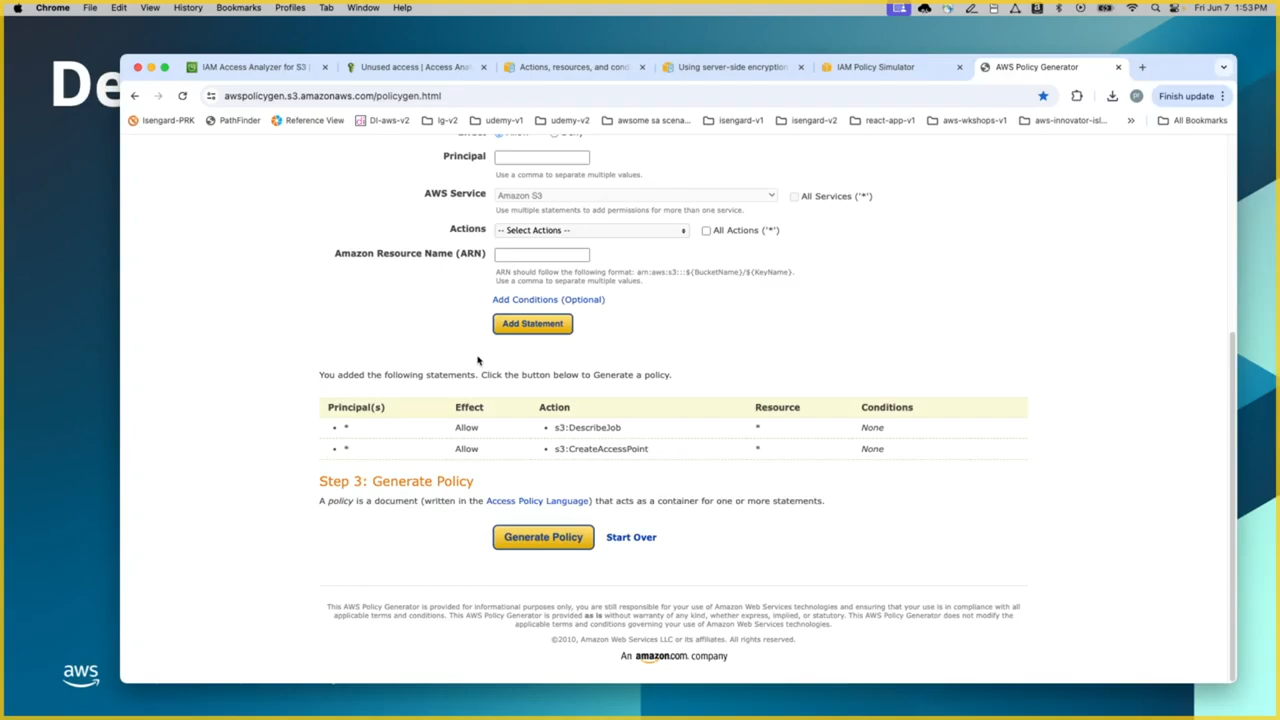 Chrome File Edit View History Bookmarks Profiles Tab Window Help Fri Jun 7 1:53 PM
De
IAM Access Analyzer for S3 Unused access | Access Ana Actions, resources, and cond Using server-side encryption IAM Policy Simulator AWS Policy Generator
awspolicygen.s3.amazonaws.com/policygen.html Finish update
Isengard-PRK PathFinder Reference View DI-aws-v2 lg-v2 udemy-v1 udemy-v2 awsome sa scena... isengard-v1 isengard-v2 react-app-v1 aws-wkshops-v1 aws-innovator-isl... » All Bookmarks
Principal
Use a comma to separate multiple values.
AWS Service Amazon S3 All Services ('*')
Use multiple statements to add permissions for more than one service.
Actions -- Select Actions -- All Actions ('*')
Amazon Resource Name (ARN)
ARN should follow the following format: arn:aws:s3:::${BucketName}/${KeyName}.
Use a comma to separate multiple values.
Add Conditions (Optional)
Add Statement
You added the following statements. Click the button below to Generate a policy.
Principal(s) Effect Action Resource Conditions
• * Allow • s3:DescribeJob * None
• * Allow • s3:CreateAccessPoint * None
Step 3: Generate Policy
A policy is a document (written in the Access Policy Language) that acts as a container for one or more statements.
Generate Policy Start Over
This AWS Policy Generator is provided for informational purposes only, you are still responsible for your use of Amazon Web Services technologies and ensuring that your use is in compliance with all
applicable terms and conditions. This AWS Policy Generator is provided as is without warranty of any kind, whether express, implied, or statutory. This AWS Policy Generator does not modify the
applicable terms and conditions governing your use of Amazon Web Services technologies.
©2010, Amazon Web Services LLC or its affiliates. All rights reserved.
An amazon.com. company
aws